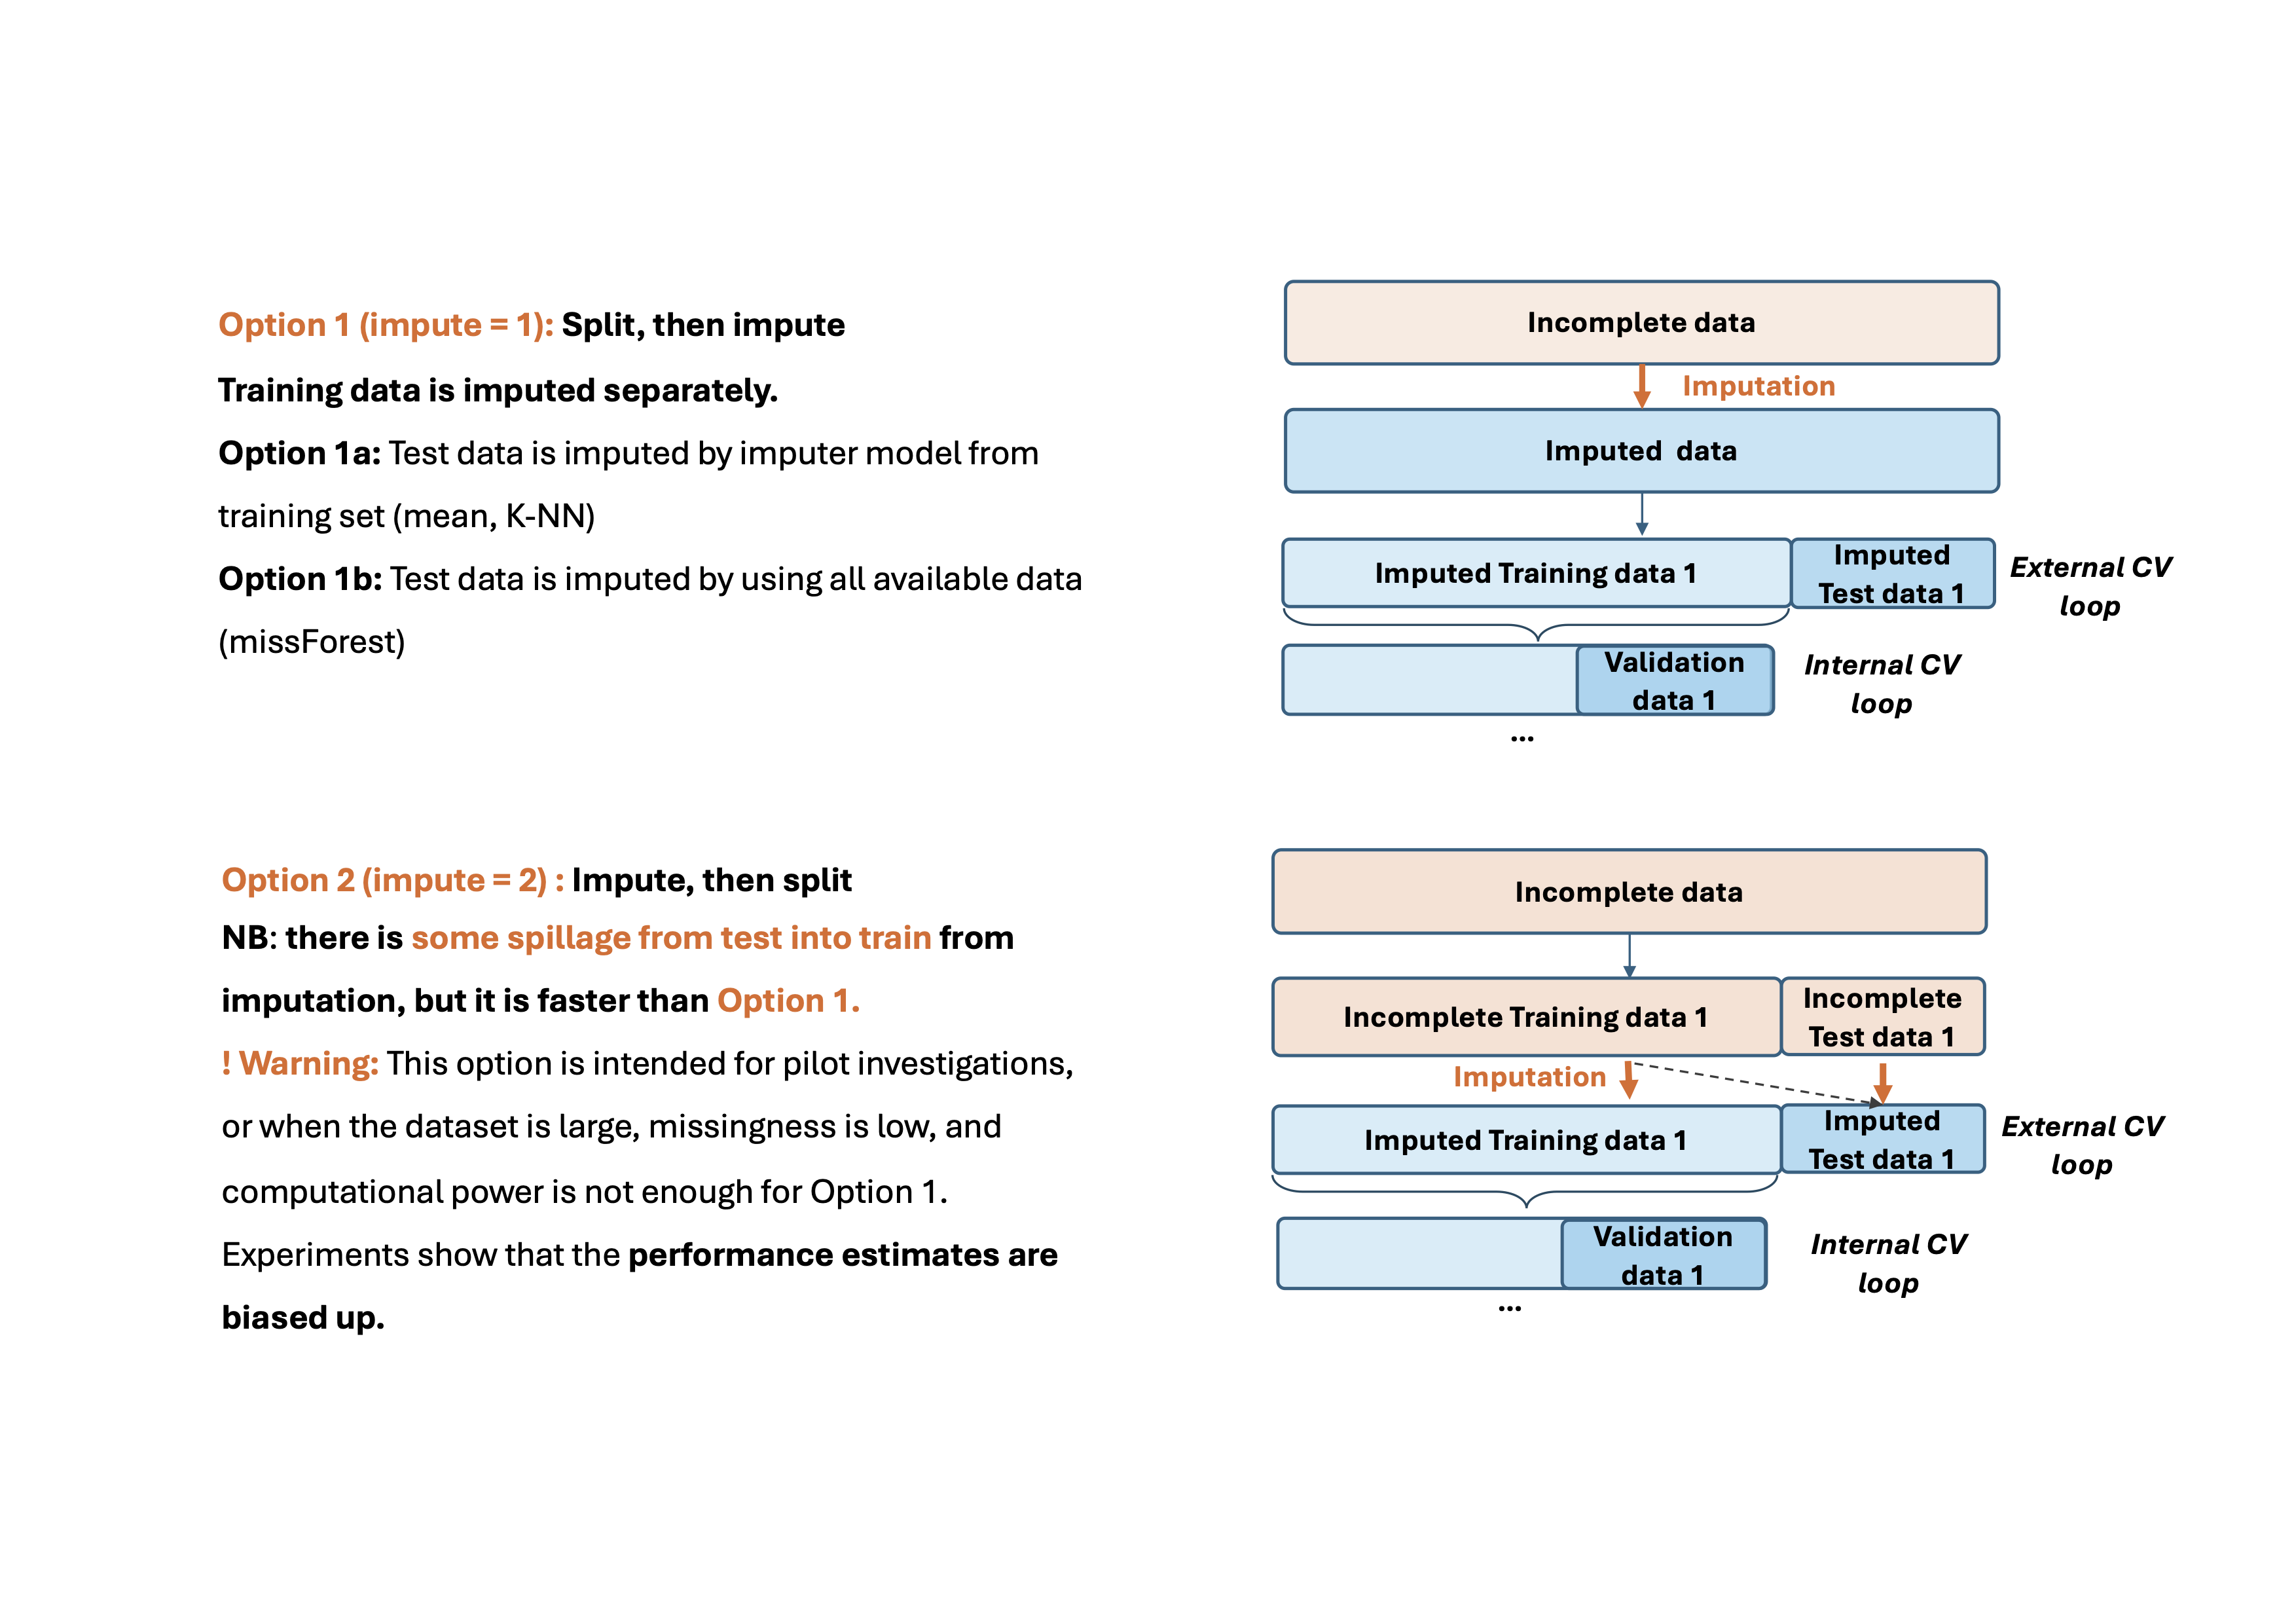 Option 1 (impute = 1): Split, then impute
Training data is imputed separately.
Option 1a: Test data is imputed by imputer model from
training set (mean, K-NN)
Option 1b: Test data is imputed by using all available data
(missForest)
Incomplete data
Imputation
Imputed data
Imputed Training data 1
Imputed
Test data 1
External CV
loop
Validation
data 1
Internal CV
loop
...
Option 2 (impute = 2) : Impute, then split
NB: there is some spillage from test into train from
imputation, but it is faster than Option 1.
! Warning: This option is intended for pilot investigations,
or when the dataset is large, missingness is low, and
computational power is not enough for Option 1.
Experiments show that the performance estimates are
biased up.
Incomplete data
Incomplete Training data 1
Incomplete
Test data 1
Imputation
Imputed Training data 1
Imputed
Test data 1
External CV
loop
Validation
data 1
Internal CV
loop
...